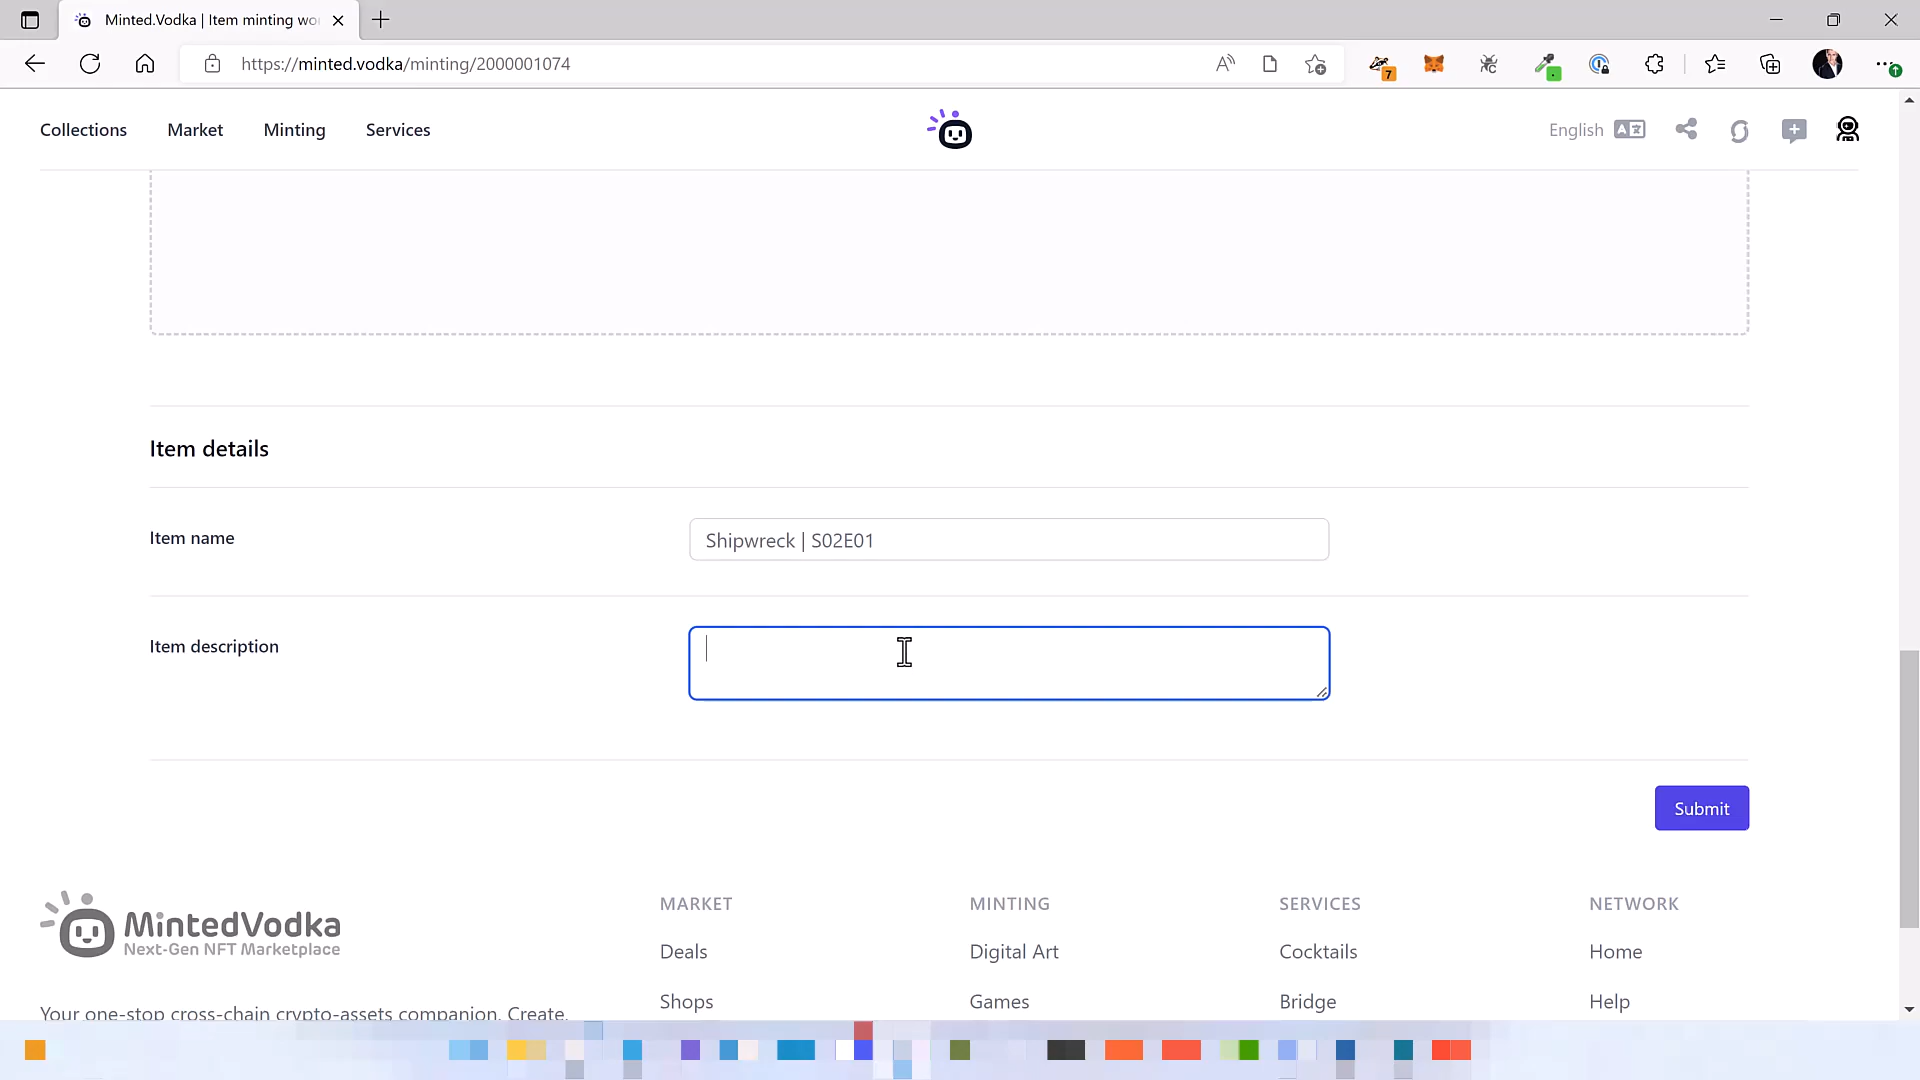 Minted.Vodka | Item minting wo
https://minted.vodka/minting/2000001074
7
Collections
Market
Minting
Services
English
Item details
Item name
Shipwreck | S02E01
Item description
Submit
MintedVodka
Next-Gen NFT Marketplace
Your one-stop cross-chain crypto-assets companion. Create,
MARKET
Deals
Shops
MINTING
Digital Art
Games
SERVICES
Cocktails
Bridge
NETWORK
Home
Help